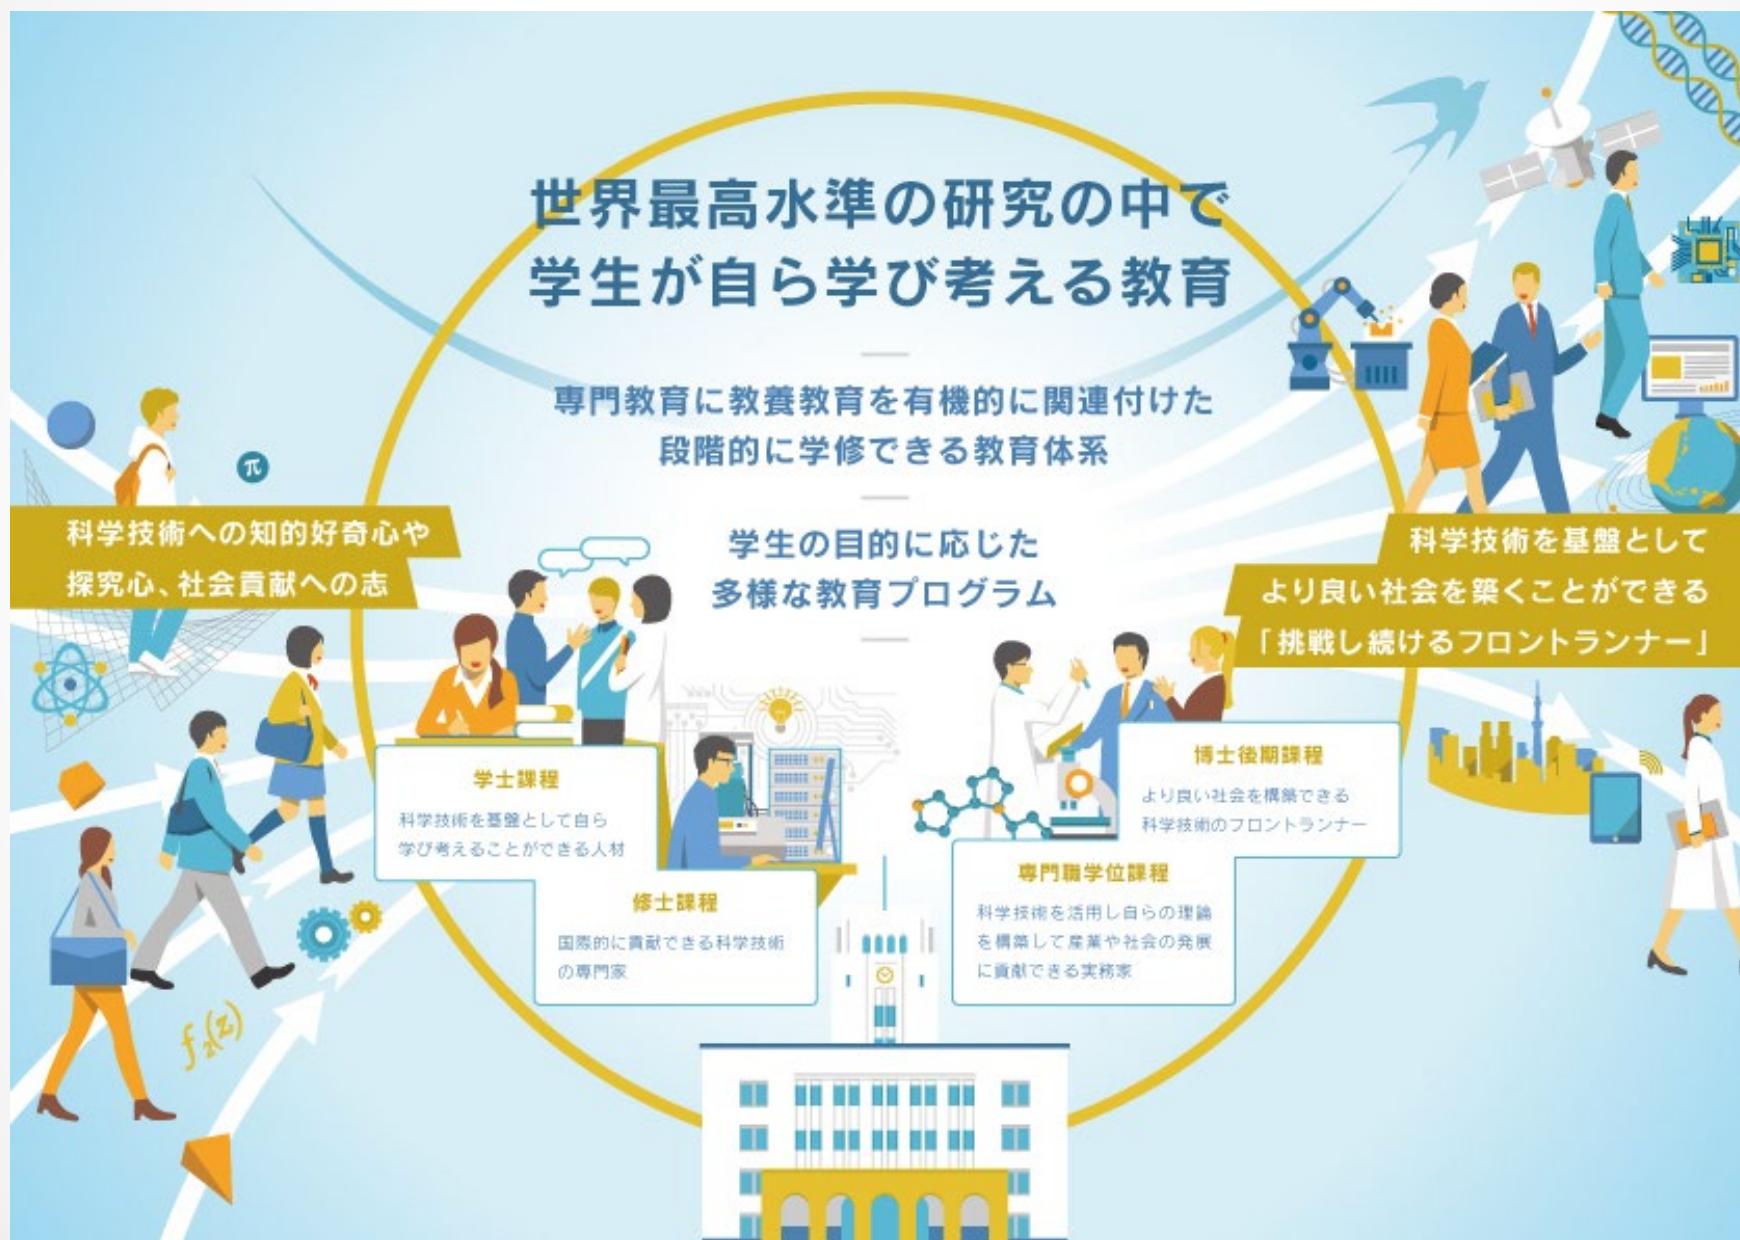 世界最高水準の研究の中で
学生が自ら学び考える教育
専門教育に教養教育を有機的に関連付けた
段階的に学修できる教育体系
学生の目的に応じた
多様な教育プログラム
π
科学技術への知的好奇心や
探究心、社会貢献への志
科学技術を基盤として
より良い社会を築くことができる
「挑戦し続けるフロントランナー」
学士課程
科学技術を基盤として自ら
学び考えることができる人材
修士課程
国際的に貢献できる科学技術
の専門家
博士後期課程
より良い社会を構築できる
科学技術のフロントランナー
専門職学位課程
科学技術を活用し自らの理論
を構築して産業や社会の発展
に貢献できる実務家
f₂(z)